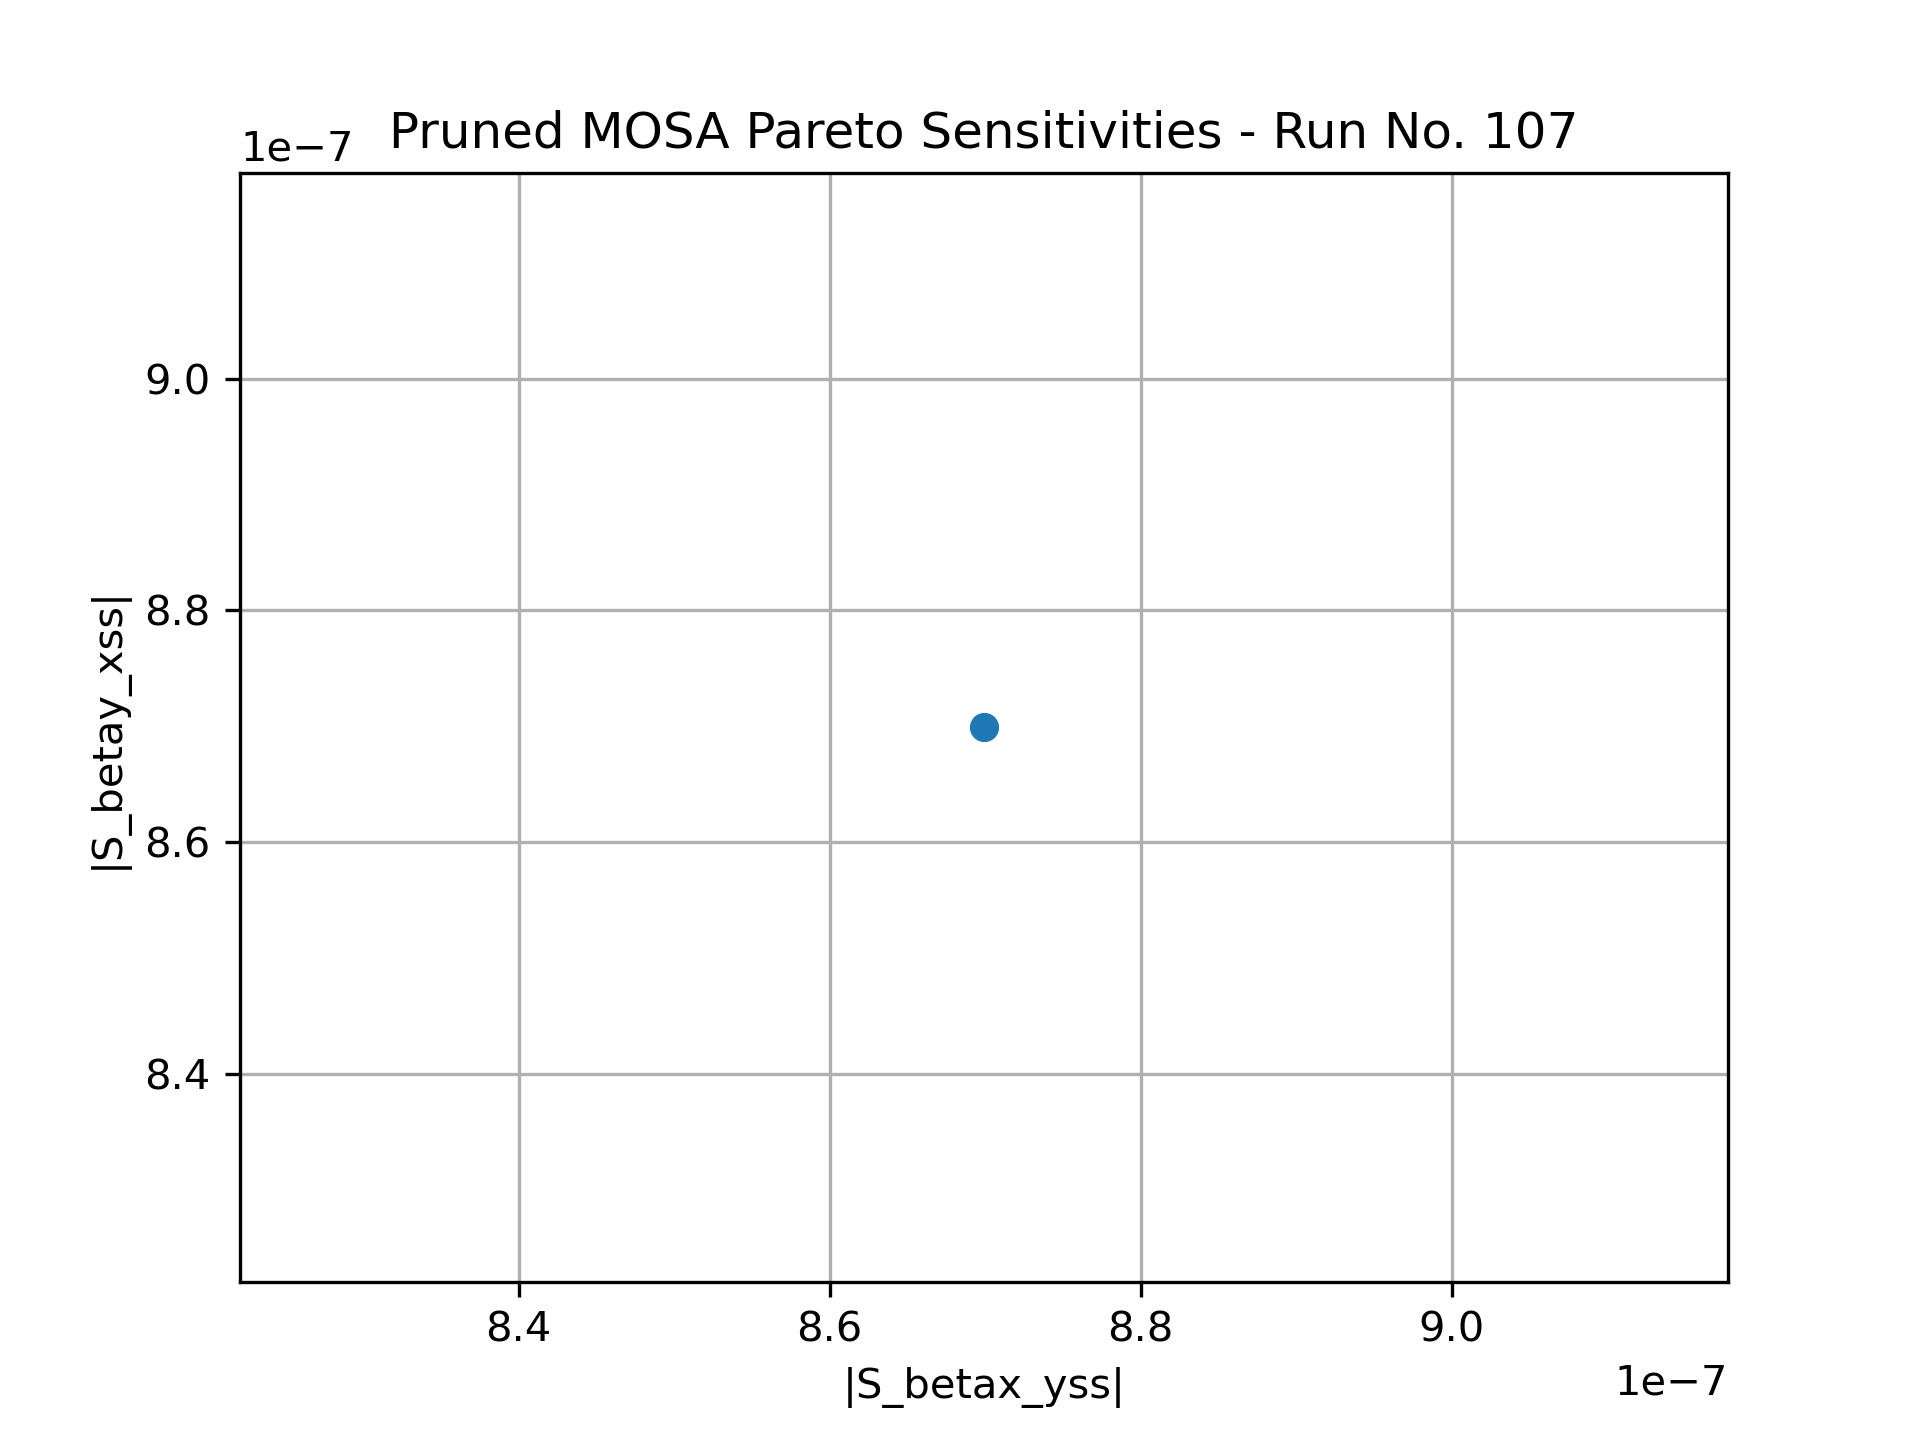 Pruned MOSA Pareto Sensitivities - Run No. 107
1e−7
9.0
8.8
8.6
8.4
|S_betay_xss|
8.4 8.6 8.8 9.0
|S_betax_yss|
1e−7